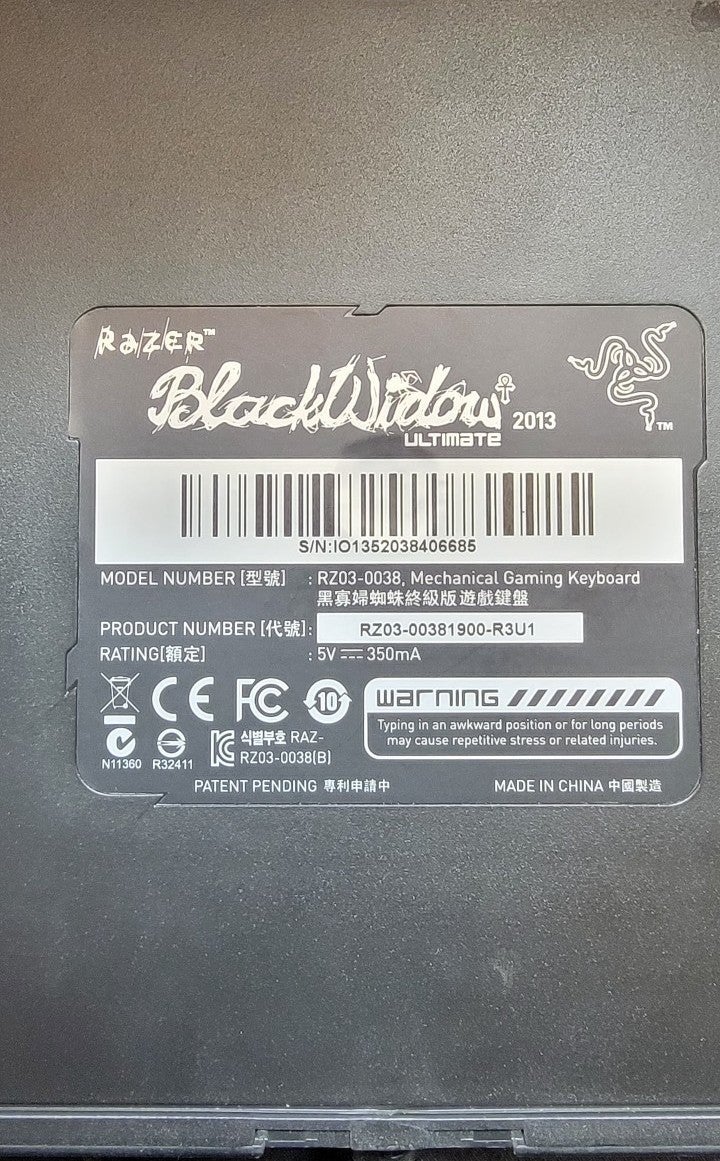 RAZER™
BlackWidow
ULTIMATE 2013
TM
S/N:IO1352038406685
MODEL NUMBER [型號] : RZ03-0038, Mechanical Gaming Keyboard
黑寡婦蜘蛛終級版遊戲鍵盤
PRODUCT NUMBER [代號]: RZ03-00381900-R3U1
RATING[額定] : 5V ⎓ 350mA
CE FC 10
warning
Typing in an awkward position or for long periods
may cause repetitive stress or related injuries.
N11360 R32411
식별부호 RAZ-
RZ03-0038(B)
PATENT PENDING 專利申請中
MADE IN CHINA 中國製造